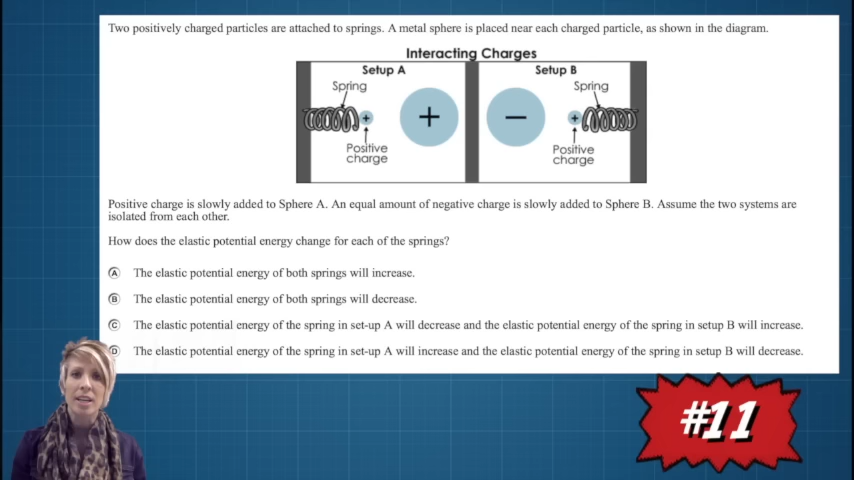 Two positively charged particles are attached to springs. A metal sphere is placed near each charged particle, as shown in the diagram.
Interacting Charges
Setup A
Setup B
Spring
Spring
+
+
−
+
Positive
charge
Positive
charge
Positive charge is slowly added to Sphere A. An equal amount of negative charge is slowly added to Sphere B. Assume the two systems are
isolated from each other.
How does the elastic potential energy change for each of the springs?
A The elastic potential energy of both springs will increase.
B The elastic potential energy of both springs will decrease.
C The elastic potential energy of the spring in set-up A will decrease and the elastic potential energy of the spring in setup B will increase.
D The elastic potential energy of the spring in set-up A will increase and the elastic potential energy of the spring in setup B will decrease.
#11